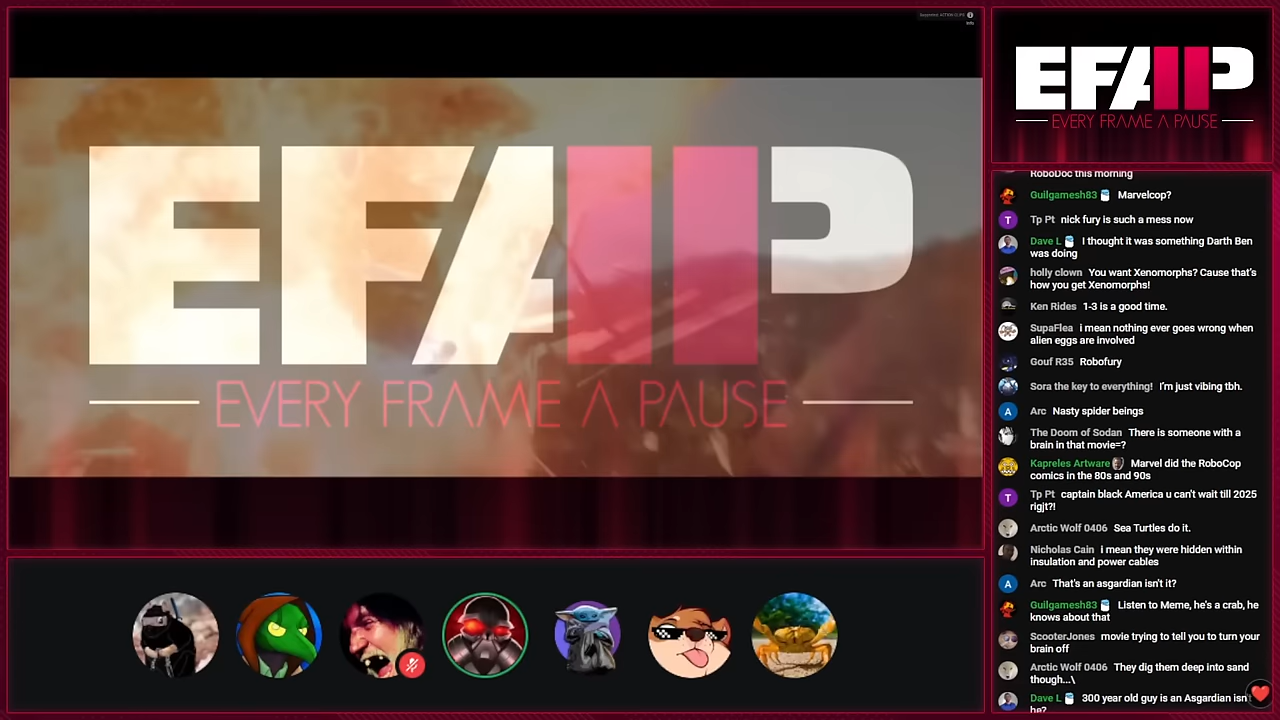 Suspense ACTION CLIPS
Info
EFAP
EVERY FRAME A PAUSE
EFAP
EVERY FRAME A PAUSE
RoboDoc this morning
Guilgamesh83 Marvelcop?
T Tp Pt nick fury is such a mess now
Dave L I thought it was something Darth Ben
was doing
holly clown You want Xenomorphs? Cause that's
how you get Xenomorphs!
Ken Rides 1-3 is a good time.
SupaFlea i mean nothing ever goes wrong when
alien eggs are involved
Gouf R35 Robofury
Sora the key to everything! I'm just vibing tbh.
A Arc Nasty spider beings
The Doom of Sodan There is someone with a
brain in that movie=?
Kapreles Artware Marvel did the RoboCop
comics in the 80s and 90s
T Tp Pt captain black America u can't wait till 2025
rigjt?!
Arctic Wolf 0406 Sea Turtles do it.
Nicholas Cain i mean they were hidden within
insulation and power cables
A Arc That's an asgardian isn't it?
Guilgamesh83 Listen to Meme, he's a crab, he
knows about that
ScooterJones movie trying to tell you to turn your
brain off
Arctic Wolf 0406 They dig them deep into sand
though...\
Dave L 300 year old guy is an Asgardian isn't
he?